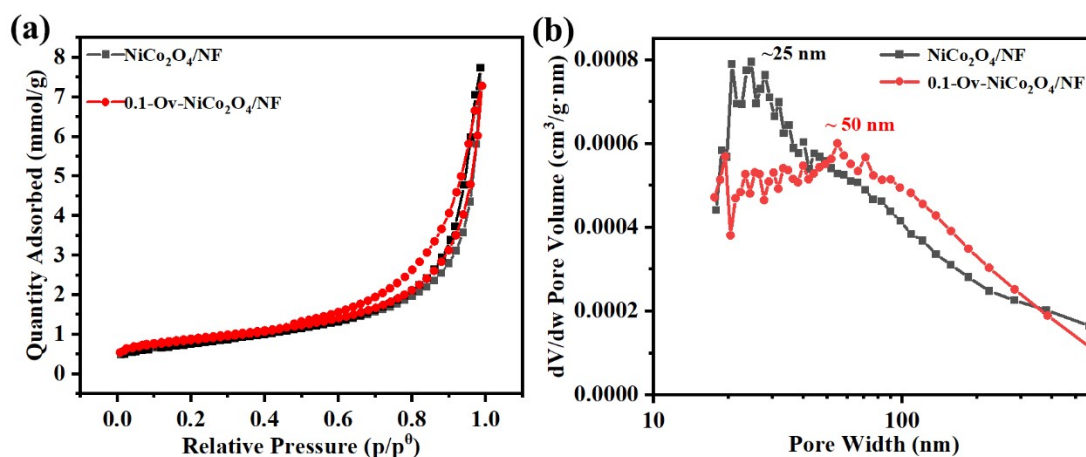 (a)
Quantity Adsorbed (mmol/g)
8
7
6
5
4
3
2
1
0
NiCo₂O₄/NF
0.1-Ov-NiCo₂O₄/NF
0.0 0.2 0.4 0.6 0.8 1.0
Relative Pressure (p/p^θ)
(b)
dV/dw Pore Volume (cm³/g·nm)
0.0008
0.0006
0.0004
0.0002
0.0000
~25 nm
NiCo₂O₄/NF
0.1-Ov-NiCo₂O₄/NF
~ 50 nm
10 100
Pore Width (nm)